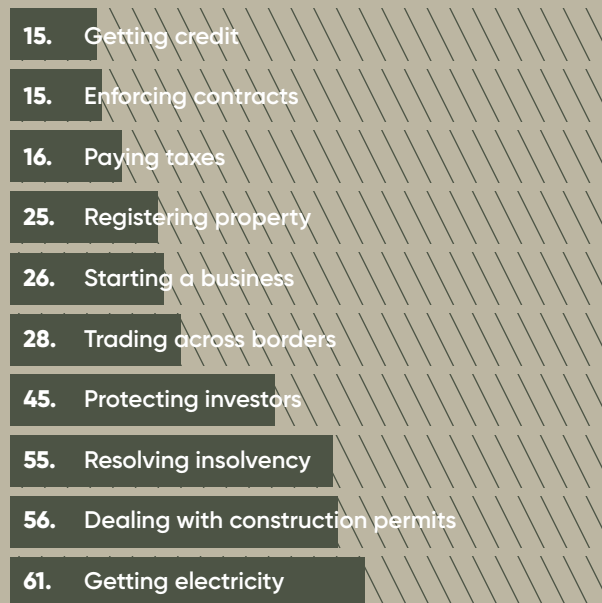 15. Getting credit
15. Enforcing contracts
16. Paying taxes
25. Registering property
26. Starting a business
28. Trading across borders
45. Protecting investors
55. Resolving insolvency
56. Dealing with construction permits
61. Getting electricity